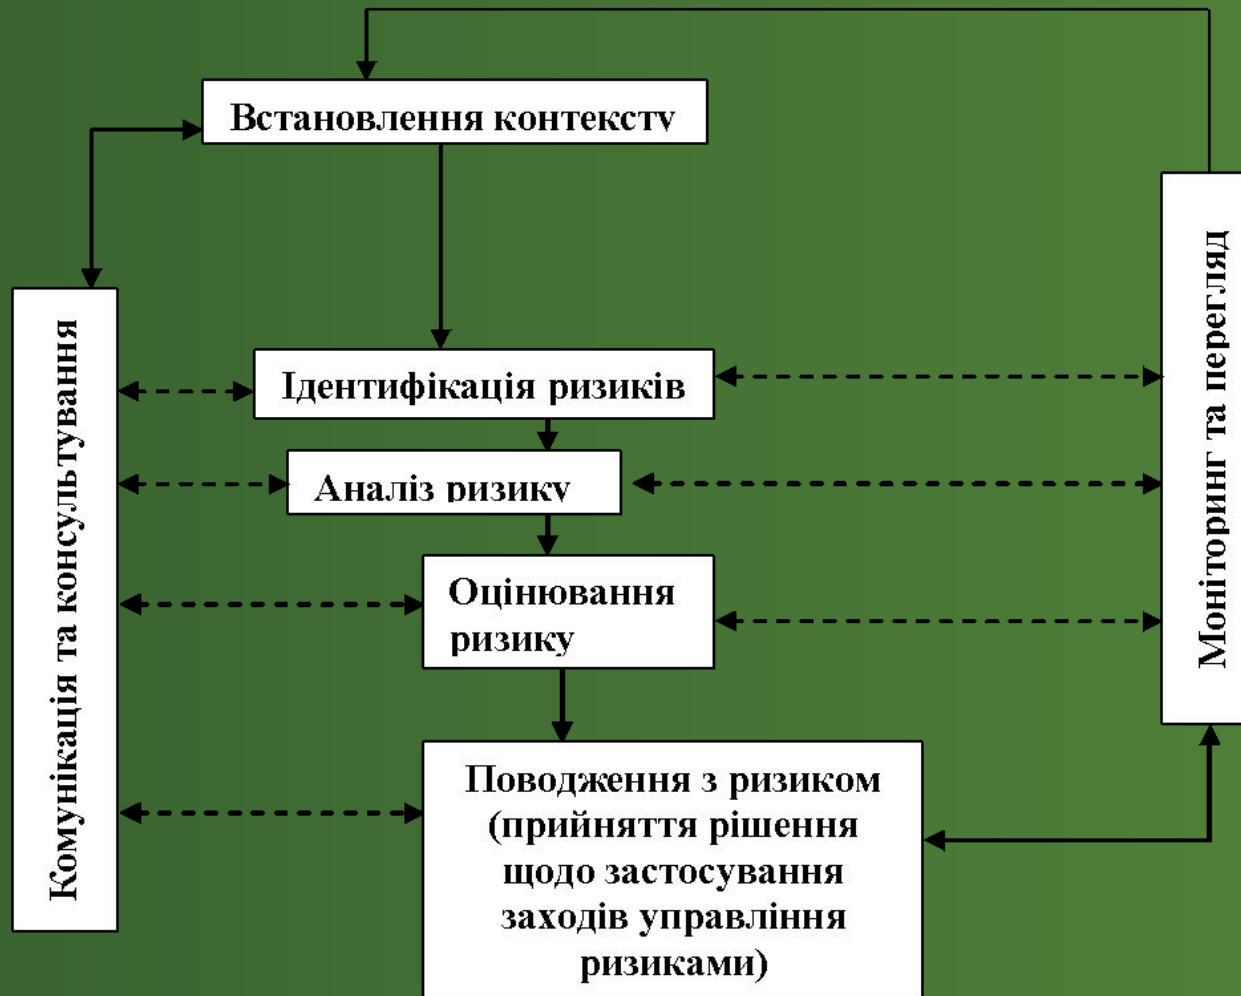 Встановлення контексту
Комунікація та консультування
Ідентифікація ризиків
Аналіз ризику
Оцінювання
ризику
Поводження з ризиком
(прийняття рішення
щодо застосування
заходів управління
ризиками)
Моніторинг та перегляд